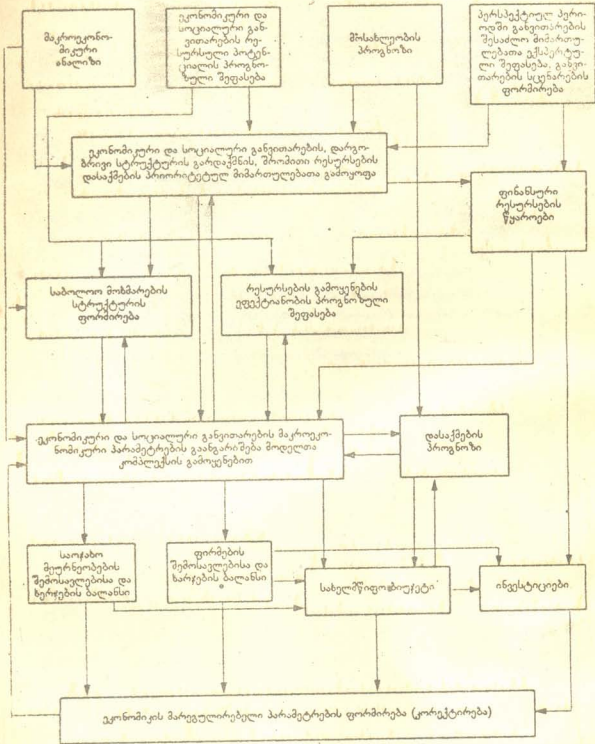 მაკროეკონო-
მიკური
ანალიზი
ეკონომიკური და
სოციალური გან-
ვითარების რე-
სურსული პოტენ-
ციალის პროგნო-
ზული შეფასება
მოსახლეობის
პროგნოზი
პერსპექტიულ პერი-
ოდში განვითარების
შესაძლო მიმართუ-
ლებათა ექსპერტუ-
ლი შეფასება, განვი-
თარების სცენარების
ფორმირება
ეკონომიკური და სოციალური განვითარების, დარგო-
ბრივი სტრუქტურის გარდაქმნის, შრომითი რესურსების
დასაქმების პრიორიტეტულ მიმართულებათა გამოყოფა
ფინანსური
რესურსების
წყაროები
საბოლოო მოხმარების
სტრუქტურის
ფორმირება
რესურსების გამოყენების
ეფექტიანობის პროგნოზული
შეფასება
ეკონომიკური და სოციალური განვითარების მაკროეკო-
ნომიკური პარამეტრების გაანგარიშება მოდელთა
კომპლექსის გამოყენებით
დასაქმების
პროგნოზი
საოჯახო
მეურნეობების
შემოსავლებისა და
ხარჯების ბალანსი
ფირმების
შემოსავლებისა და
ხარჯების ბალანსი
სახელმწიფო ბიუჯეტი
ინვესტიციები
ეკონომიკის მარეგულირებელი პარამეტრების ფორმირება (კორექტირება)